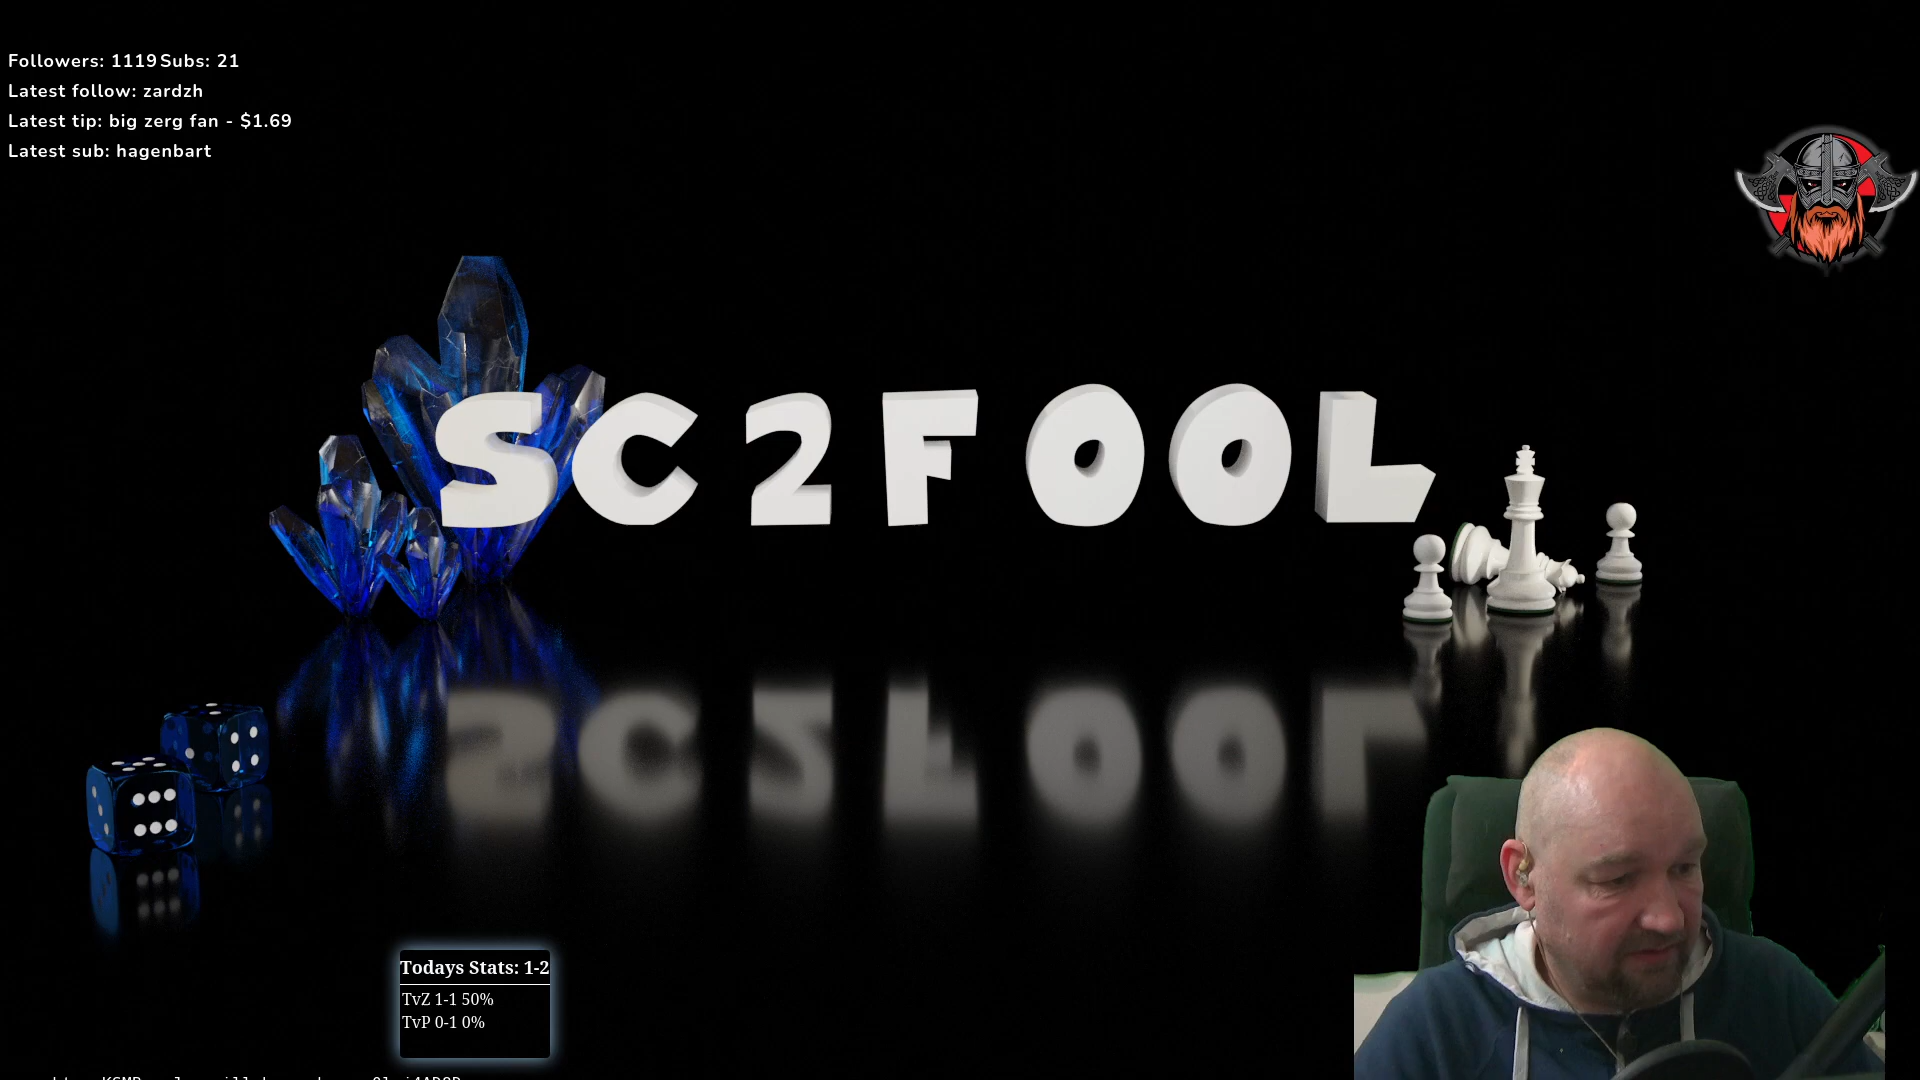 Followers: 1119 Subs: 21
Latest follow: zardzh
Latest tip: big zerg fan - $1.69
Latest sub: hagenbart
SC2FOOL
Todays Stats: 1-2
TvZ 1-1 50%
TvP 0-1 0%